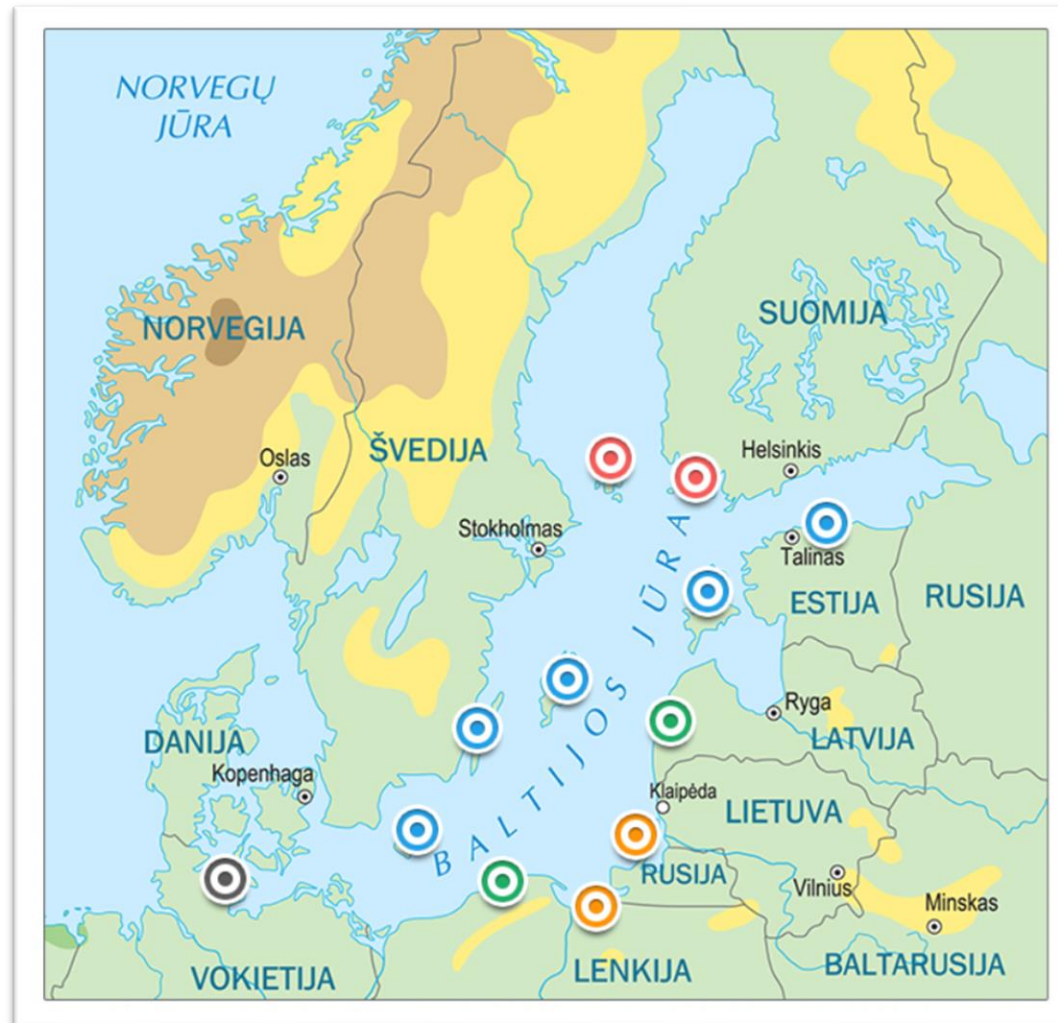 NORVEGŲ
JŪRA
NORVEGIJA
SUOMIJA
ŠVEDIJA
Oslas
Helsinkis
Stokholmas
Talinas
ESTIJA
RUSIJA
BALTIJOS JŪRA
Ryga
LATVIJA
DANIJA
Kopenhaga
Klaipėda
LIETUVA
RUSIJA
Vilnius
Minskas
VOKIETIJA
LENKIJA
BALTARUSIJA